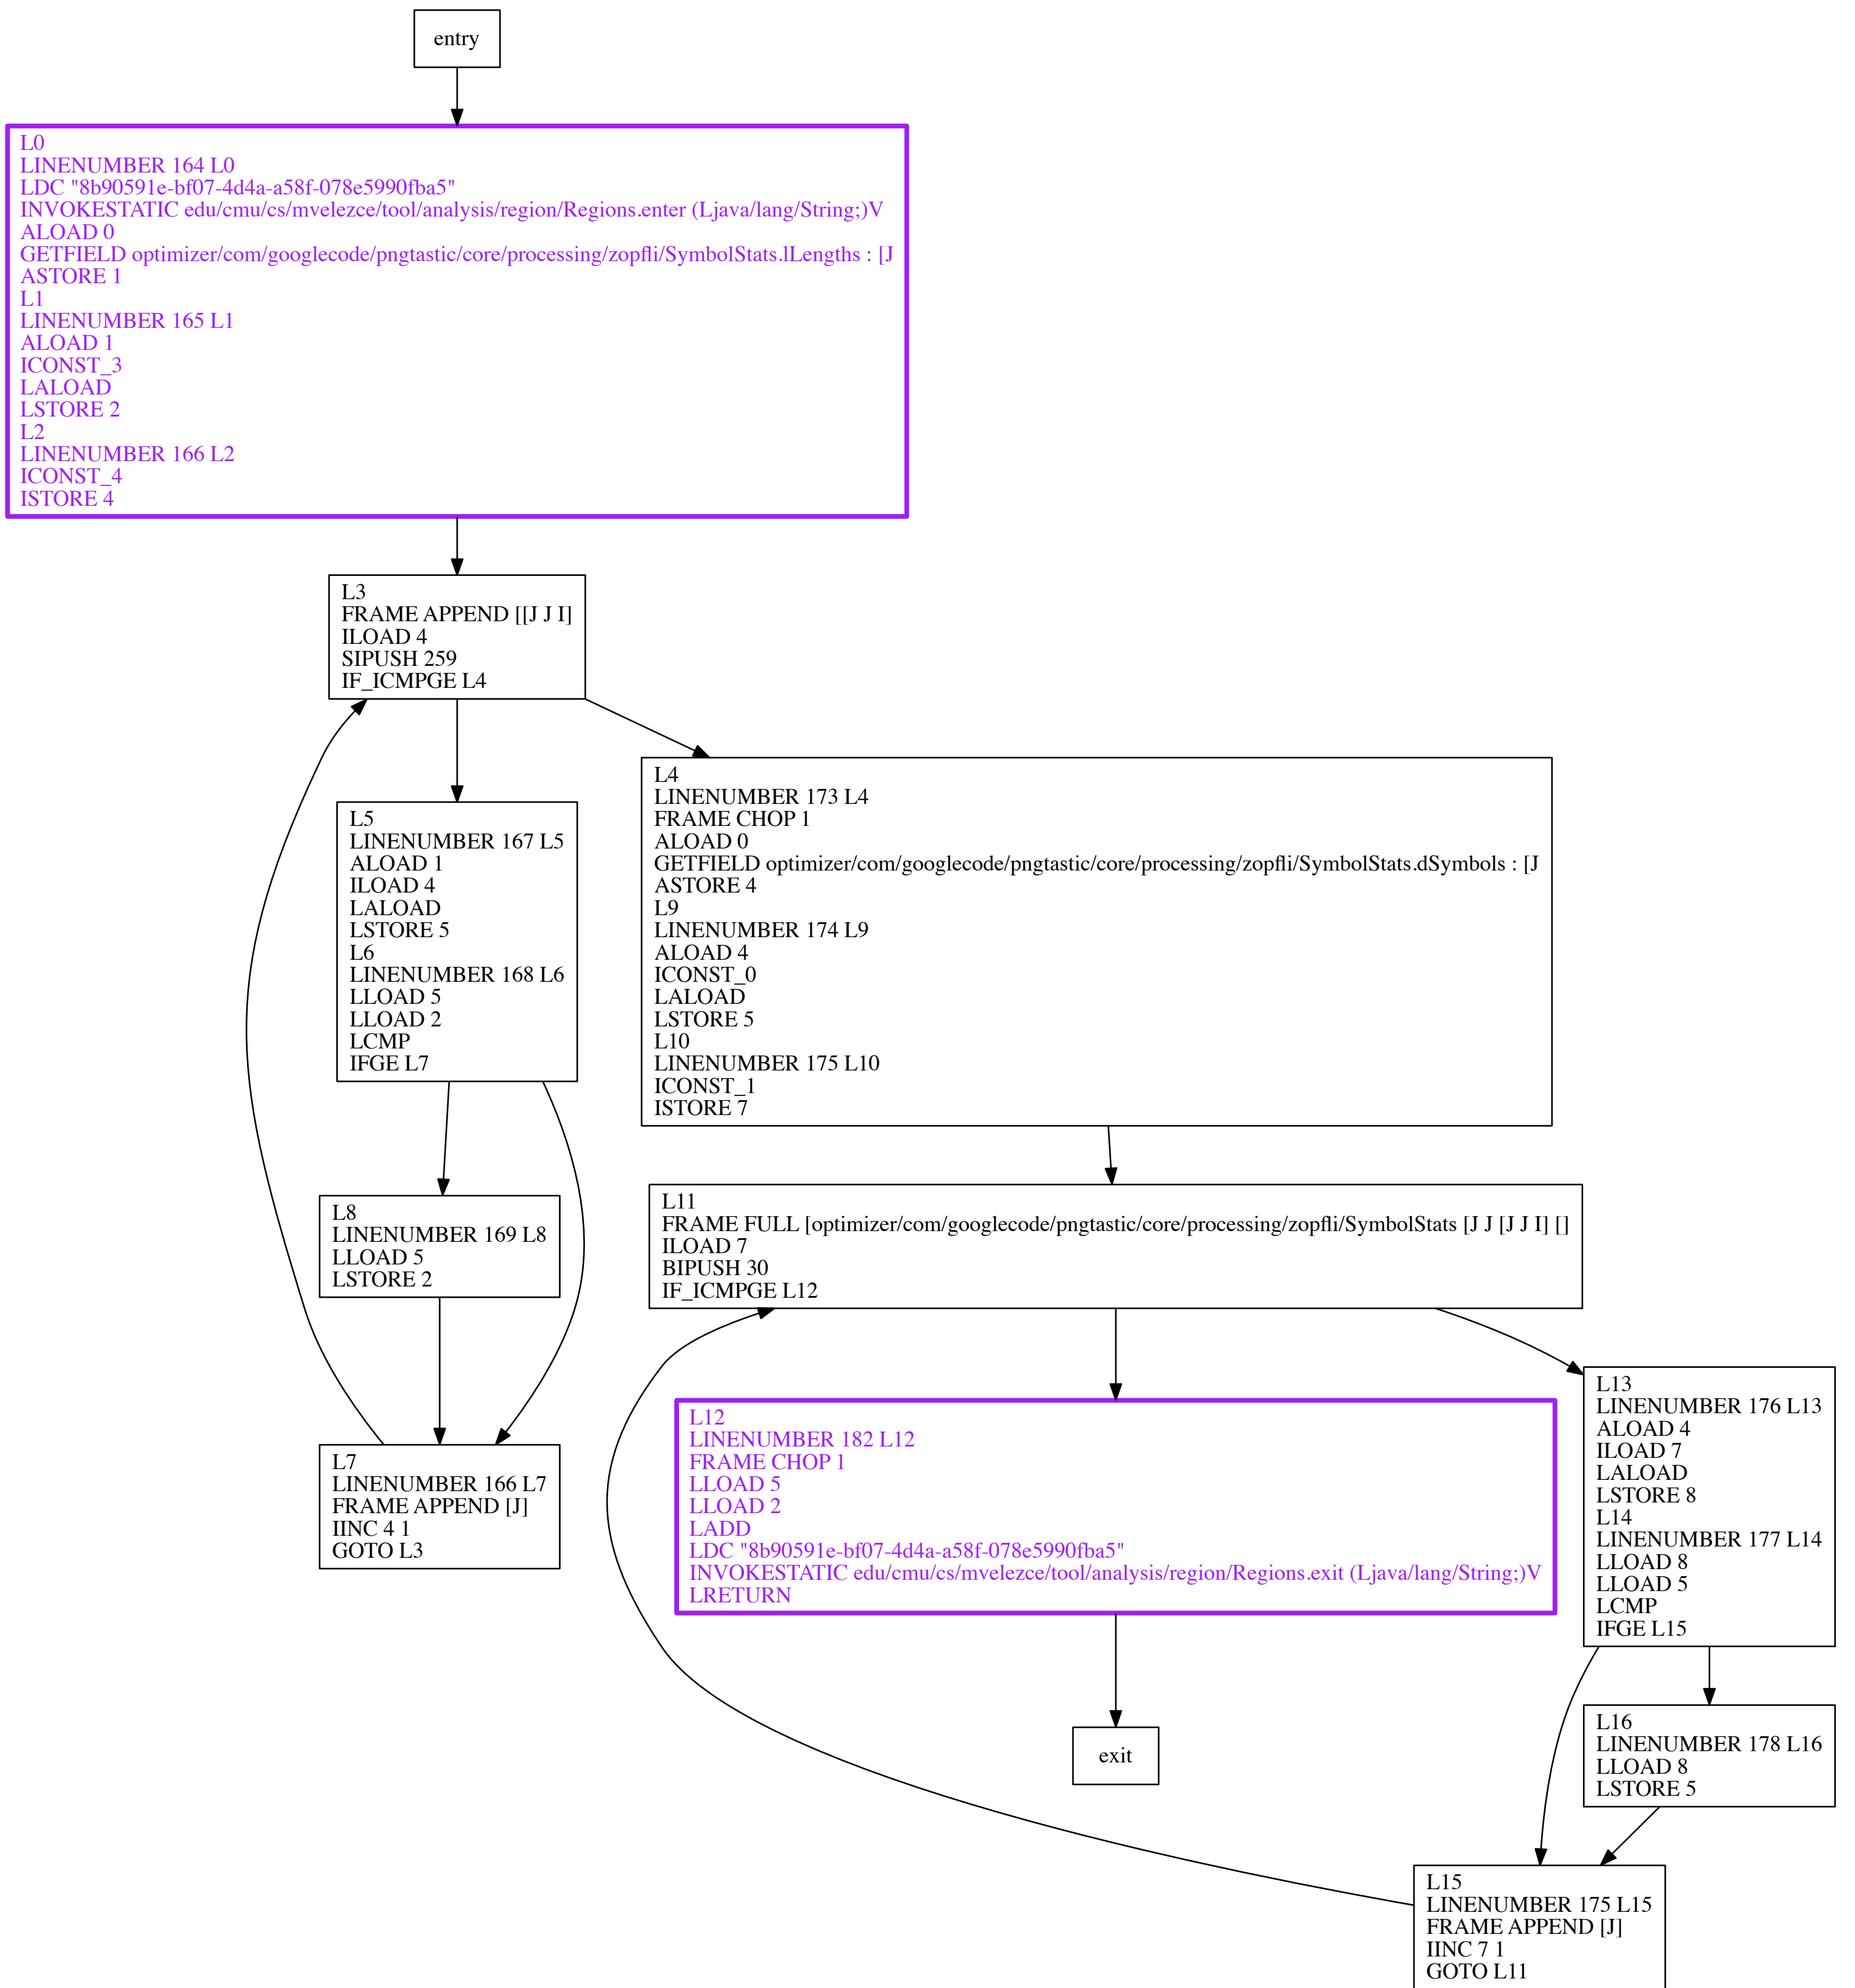 entry
L0
LINENUMBER 164 L0
LDC "8b90591e-bf07-4d4a-a58f-078e5990fba5"
INVOKESTATIC edu/cmu/cs/mvelezce/tool/analysis/region/Regions.enter (Ljava/lang/String;)V
ALOAD 0
GETFIELD optimizer/com/googlecode/pngtastic/core/processing/zopfli/SymbolStats.lLengths : [J
ASTORE 1
L1
LINENUMBER 165 L1
ALOAD 1
ICONST_3
LALOAD
LSTORE 2
L2
LINENUMBER 166 L2
ICONST_4
ISTORE 4
L3
FRAME APPEND [[J J I]
ILOAD 4
SIPUSH 259
IF_ICMPGE L4
L5
LINENUMBER 167 L5
ALOAD 1
ILOAD 4
LALOAD
LSTORE 5
L6
LINENUMBER 168 L6
LLOAD 5
LLOAD 2
LCMP
IFGE L7
L8
LINENUMBER 169 L8
LLOAD 5
LSTORE 2
L7
LINENUMBER 166 L7
FRAME APPEND [J]
IINC 4 1
GOTO L3
L4
LINENUMBER 173 L4
FRAME CHOP 1
ALOAD 0
GETFIELD optimizer/com/googlecode/pngtastic/core/processing/zopfli/SymbolStats.dSymbols : [J
ASTORE 4
L9
LINENUMBER 174 L9
ALOAD 4
ICONST_0
LALOAD
LSTORE 5
L10
LINENUMBER 175 L10
ICONST_1
ISTORE 7
L11
FRAME FULL [optimizer/com/googlecode/pngtastic/core/processing/zopfli/SymbolStats [J J [J J I] []
ILOAD 7
BIPUSH 30
IF_ICMPGE L12
L12
LINENUMBER 182 L12
FRAME CHOP 1
LLOAD 5
LLOAD 2
LADD
LDC "8b90591e-bf07-4d4a-a58f-078e5990fba5"
INVOKESTATIC edu/cmu/cs/mvelezce/tool/analysis/region/Regions.exit (Ljava/lang/String;)V
LRETURN
exit
L13
LINENUMBER 176 L13
ALOAD 4
ILOAD 7
LALOAD
LSTORE 8
L14
LINENUMBER 177 L14
LLOAD 8
LLOAD 5
LCMP
IFGE L15
L16
LINENUMBER 178 L16
LLOAD 8
LSTORE 5
L15
LINENUMBER 175 L15
FRAME APPEND [J]
IINC 7 1
GOTO L11